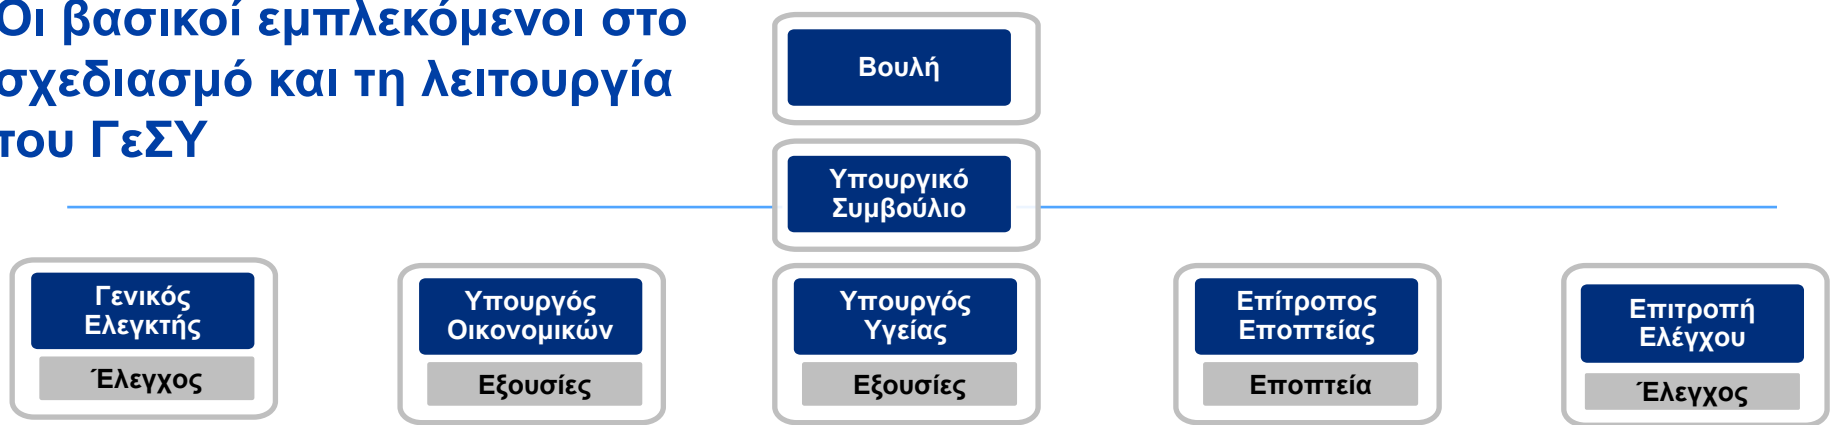 Οι βασικοί εμπλεκόμενοι στο
σχεδιασμό και τη λειτουργία
του ΓεΣΥ
Βουλή
Υπουργικό
Συμβούλιο
Γενικός
Ελεγκτής
Έλεγχος
Υπουργός
Οικονομικών
Εξουσίες
Υπουργός
Υγείας
Εξουσίες
Επίτροπος
Εποπτείας
Εποπτεία
Επιτροπή
Ελέγχου
Έλεγχος